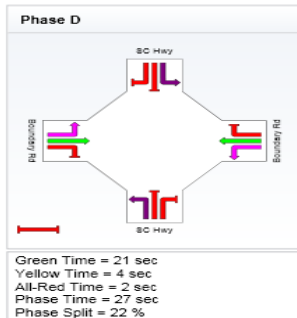 Phase D
SC Hwy
Boundary Rd
Boundary Rd
SC Hwy
Green Time = 21 sec
Yellow Time = 4 sec
All-Red Time = 2 sec
Phase Time = 27 sec
Phase Split = 22 %